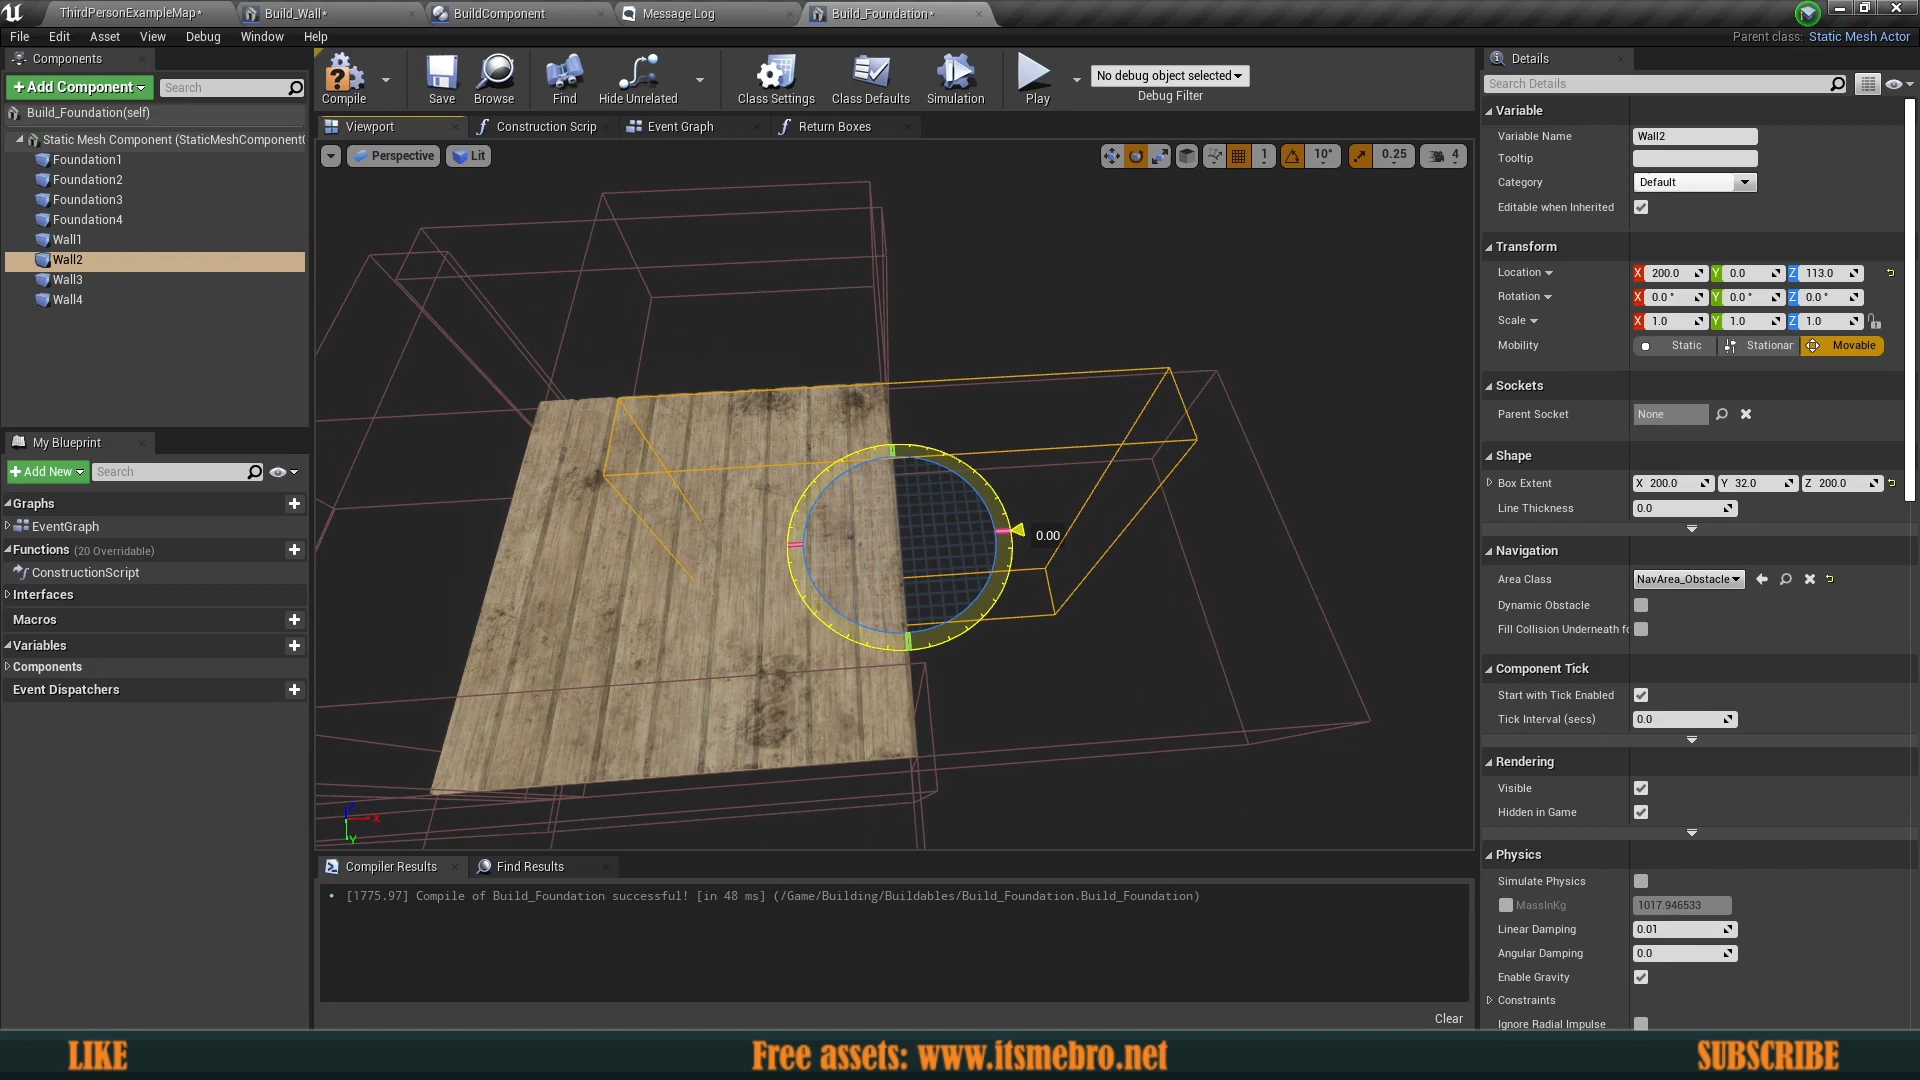 ThirdPersonExampleMap*
Build_Wall*
BuildComponent
Message Log
Build_Foundation*
File Edit Asset View Debug Window Help
Parent class: Static Mesh Actor
Components
+Add Component
Search
Build_Foundation(self)
Static Mesh Component (StaticMeshComponent0
Foundation1
Foundation2
Foundation3
Foundation4
Wall1
Wall2
Wall3
Wall4
My Blueprint
+Add New
Search
Graphs
EventGraph
Functions (20 Overridable)
ConstructionScript
Interfaces
Macros
Variables
Components
Event Dispatchers
Compile
Save
Browse
Find
Hide Unrelated
Class Settings
Class Defaults
Simulation
Play
No debug object selected
Debug Filter
Viewport
Construction Scrip
Event Graph
Return Boxes
Perspective
Lit
1
10°
0.25
4
0.00
Z
X
Y
Compiler Results
Find Results
[1775.97] Compile of Build_Foundation successful! [in 48 ms] (/Game/Building/Buildables/Build_Foundation.Build_Foundation)
Clear
Details
Search Details
Variable
Variable Name Wall2
Tooltip
Category Default
Editable when Inherited
Transform
Location X 200.0 Y 0.0 Z 113.0
Rotation X 0.0 ° Y 0.0 ° Z 0.0 °
Scale X 1.0 Y 1.0 Z 1.0
Mobility Static Stationar Movable
Sockets
Parent Socket None
Shape
Box Extent X 200.0 Y 32.0 Z 200.0
Line Thickness 0.0
Navigation
Area Class NavArea_Obstacle
Dynamic Obstacle
Fill Collision Underneath fo
Component Tick
Start with Tick Enabled
Tick Interval (secs) 0.0
Rendering
Visible
Hidden in Game
Physics
Simulate Physics
MassInKg 1017.946533
Linear Damping 0.01
Angular Damping 0.0
Enable Gravity
Constraints
Ignore Radial Impulse
LIKE
Free assets: www.itsmebro.net
SUBSCRIBE